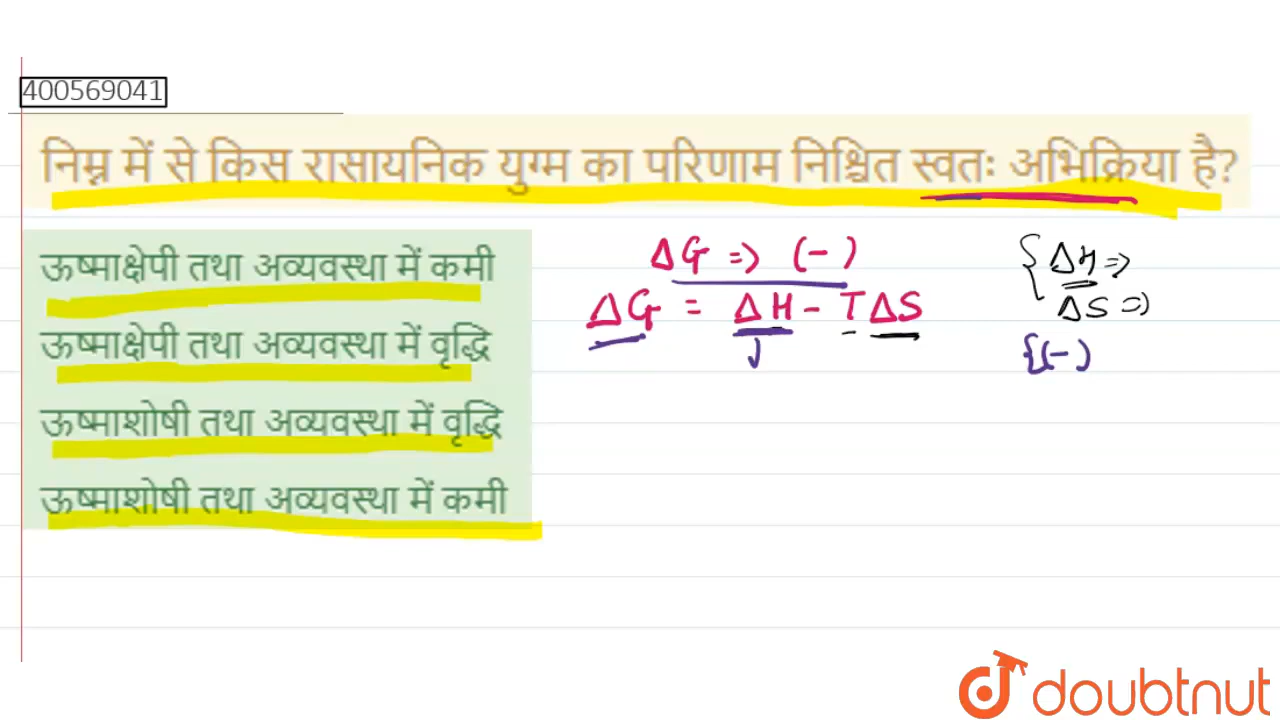 400569041
निम्न में से किस रासायनिक युग्म का परिणाम निश्चित स्वतः अभिक्रिया है?
ऊष्माक्षेपी तथा अव्यवस्था में कमी
ऊष्माक्षेपी तथा अव्यवस्था में वृद्धि
ऊष्माशोषी तथा अव्यवस्था में वृद्धि
ऊष्माशोषी तथा अव्यवस्था में कमी
ΔG => (-)
ΔG = ΔH - TΔS
{ ΔH =>
ΔS =>
{(-)
doubtnut